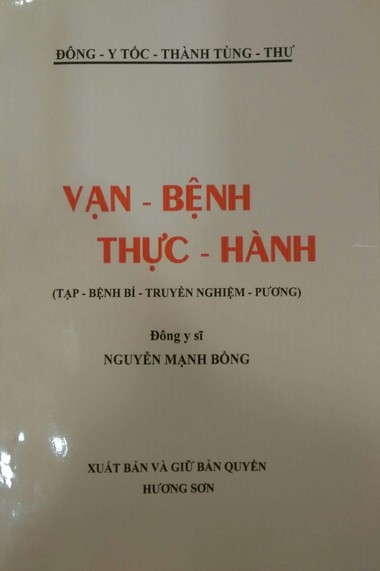 ĐÔNG - Y TỐC - THÀNH TÙNG - THƯ
VẠN - BỆNH
THỰC - HÀNH
(TẠP - BỆNH BÍ - TRUYỀN NGHIỆM - PƯƠNG)
Đông y sĩ
NGUYỄN MẠNH BỔNG
XUẤT BẢN VÀ GIỮ BẢN QUYỀN
HƯƠNG SƠN